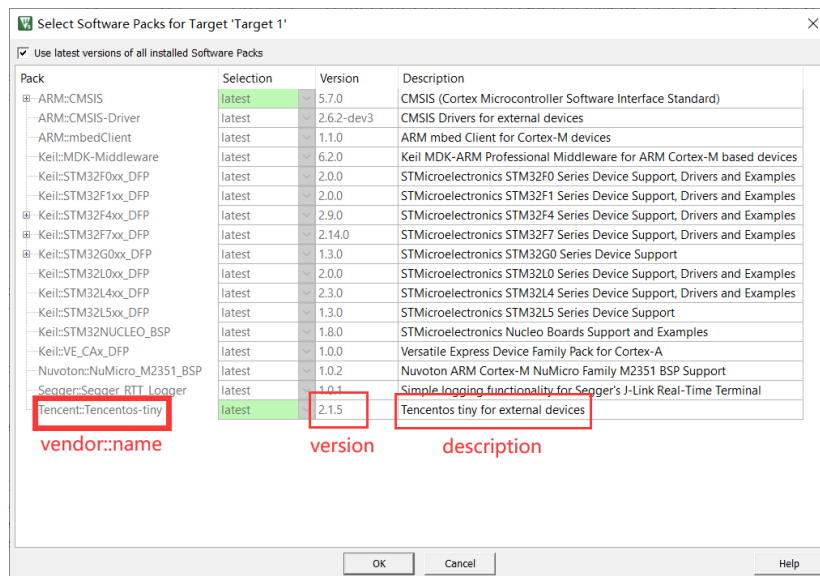 Select Software Packs for Target 'Target 1'
Use latest versions of all installed Software Packs
Pack Selection Version Description
ARM::CMSIS latest 5.7.0 CMSIS (Cortex Microcontroller Software Interface Standard)
ARM::CMSIS-Driver latest 2.6.2-dev3 CMSIS Drivers for external devices
ARM::mbedClient latest 1.1.0 ARM mbed Client for Cortex-M devices
Keil::MDK-Middleware latest 6.2.0 Keil MDK-ARM Professional Middleware for ARM Cortex-M based devices
Keil::STM32F0xx_DFP latest 2.0.0 STMicroelectronics STM32F0 Series Device Support, Drivers and Examples
Keil::STM32F1xx_DFP latest 2.0.0 STMicroelectronics STM32F1 Series Device Support, Drivers and Examples
Keil::STM32F4xx_DFP latest 2.9.0 STMicroelectronics STM32F4 Series Device Support, Drivers and Examples
Keil::STM32F7xx_DFP latest 2.14.0 STMicroelectronics STM32F7 Series Device Support, Drivers and Examples
Keil::STM32G0xx_DFP latest 1.3.0 STMicroelectronics STM32G0 Series Device Support
Keil::STM32L0xx_DFP latest 2.0.0 STMicroelectronics STM32L0 Series Device Support, Drivers and Examples
Keil::STM32L4xx_DFP latest 2.3.0 STMicroelectronics STM32L4 Series Device Support, Drivers and Examples
Keil::STM32L5xx_DFP latest 1.3.0 STMicroelectronics STM32L5 Series Device Support
Keil::STM32NUCLEO_BSP latest 1.8.0 STMicroelectronics Nucleo Boards Support and Examples
Keil::VE_CAx_DFP latest 1.0.0 Versatile Express Device Family Pack for Cortex-A
Nuvoton::NuMicro_M2351_BSP latest 1.0.2 Nuvoton ARM Cortex-M NuMicro Family M2351 BSP Support
Segger::Segger_RTT_Logger latest 1.0.1 Simple logging functionality for Segger's J-Link Real-Time Terminal
Tencent::Tencentos-tiny latest 2.1.5 Tencentos tiny for external devices
vendor::name version description
OK Cancel Help